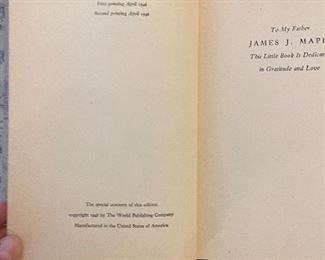 First printing April 1946
Second printing April 1946
The special contents of this edition
copyright 1946 by The World Publishing Company
Manufactured in the United States of America
To My Father
JAMES J.
This Little Book Is
in Gratitude and Love